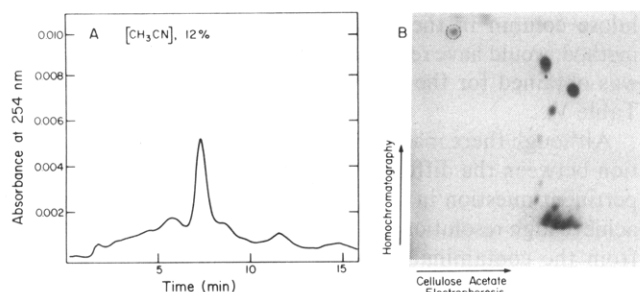 A
[CH₃CN], 12%
0.010
0.008
0.006
0.004
0.002
Absorbance at 254 nm
5
10
15
Time (min)
B
Homochromatography
Cellulose Acetate
Electrophoresis